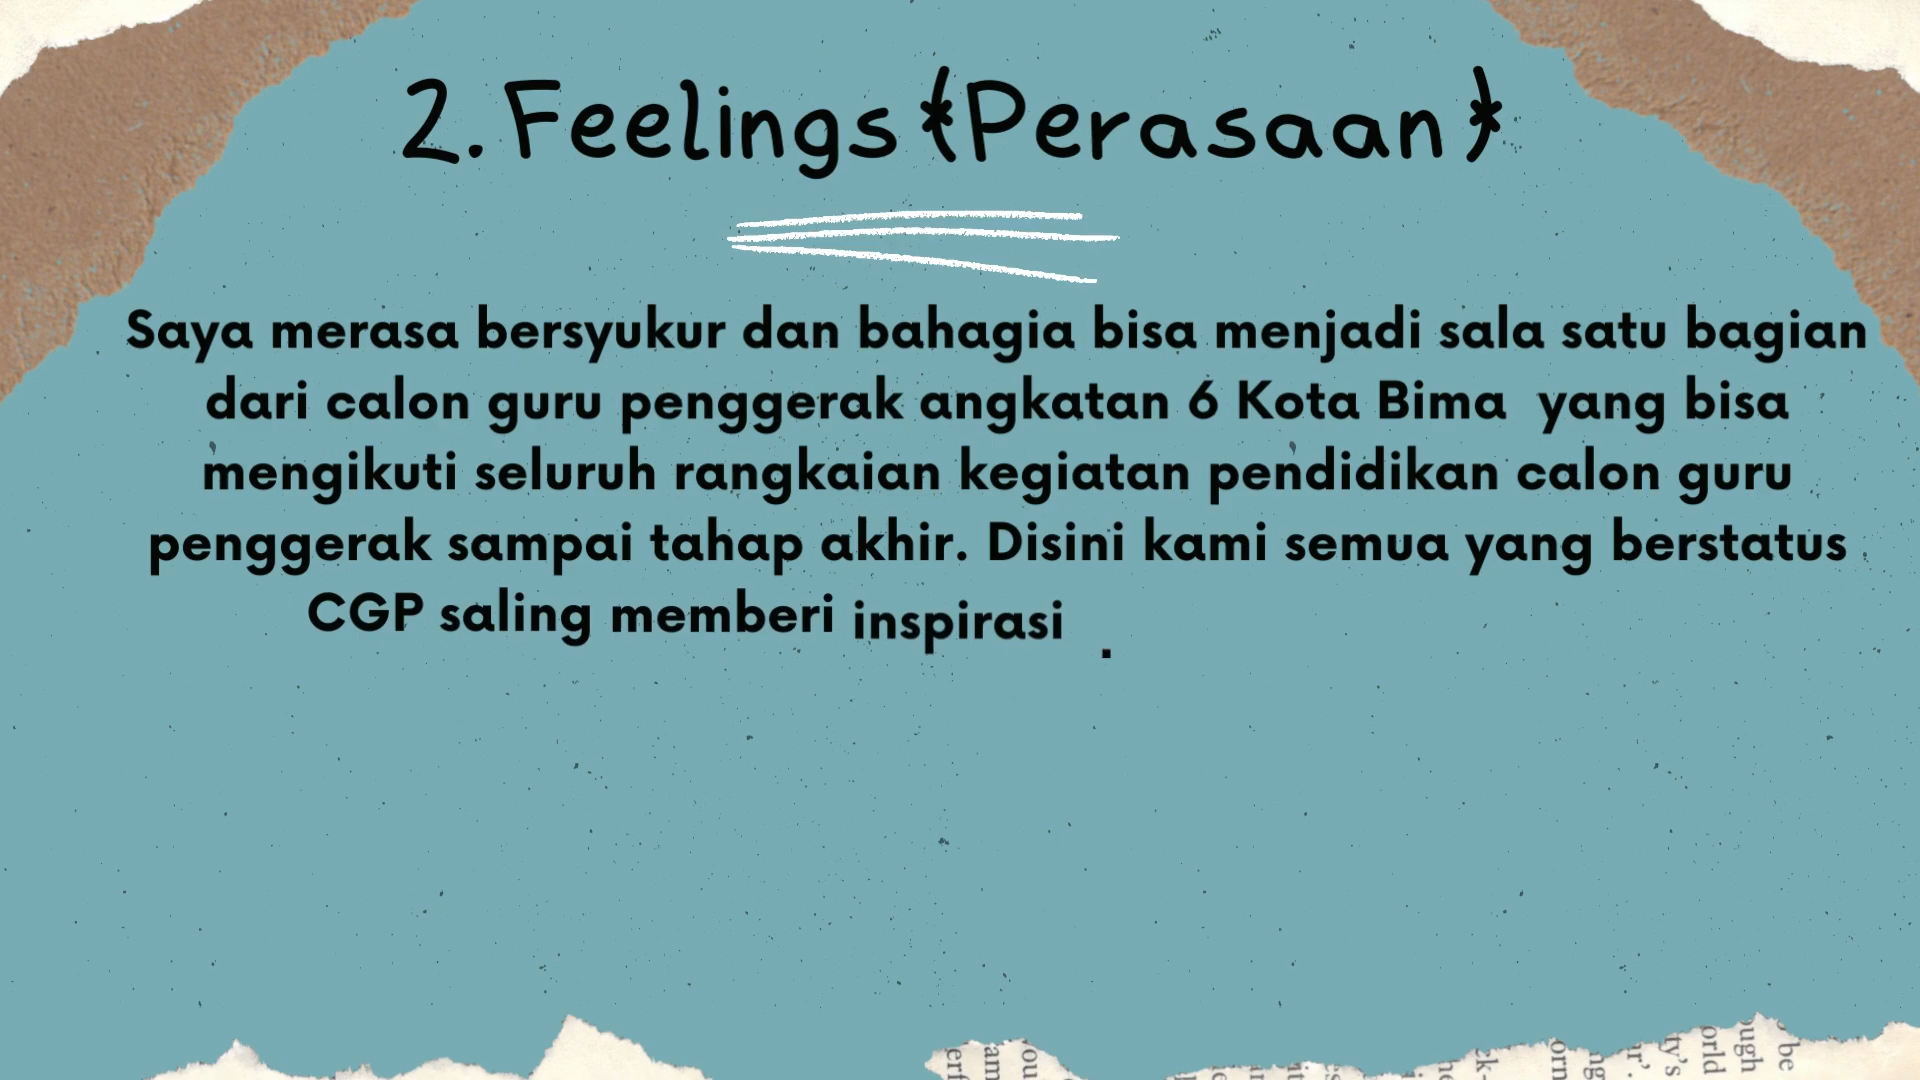 2. Feelings (Perasaan)
Saya merasa bersyukur dan bahagia bisa menjadi sala satu bagian
dari calon guru penggerak angkatan 6 Kota Bima yang bisa
mengikuti seluruh rangkaian kegiatan pendidikan calon guru
penggerak sampai tahap akhir. Disini kami semua yang berstatus
CGP saling memberi inspirasi